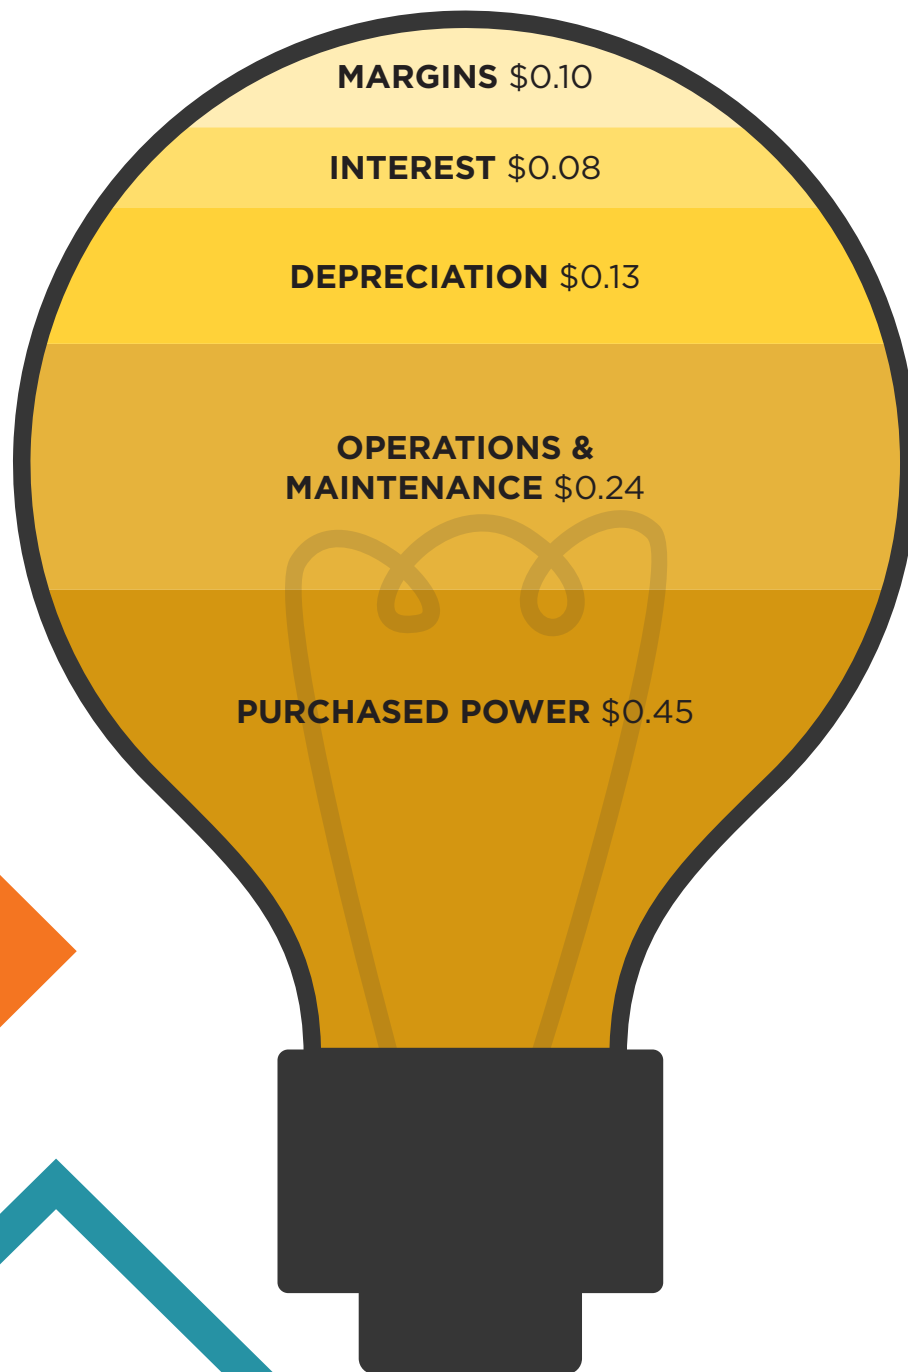 MARGINS $0.10
INTEREST $0.08
DEPRECIATION $0.13
OPERATIONS &
MAINTENANCE $0.24
PURCHASED POWER $0.45